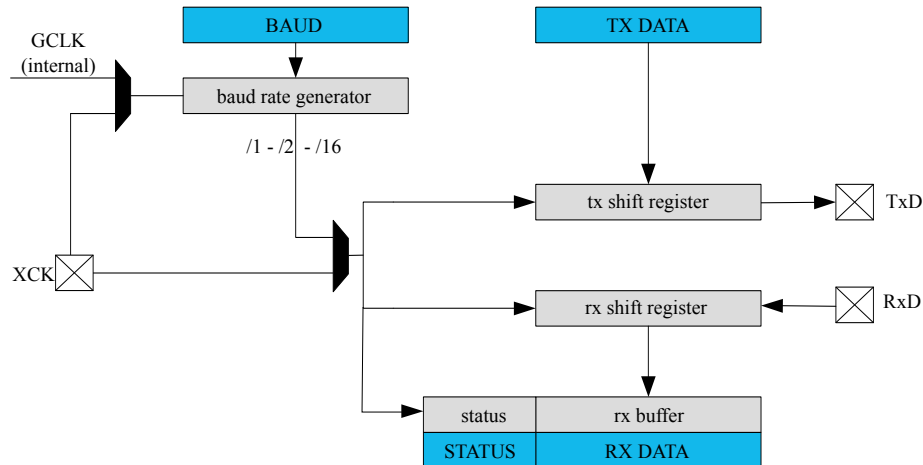 BAUD
TX DATA
GCLK
(internal)
baud rate generator
/1 - /2 - /16
tx shift register
TxD
XCK
rx shift register
RxD
status
rx buffer
STATUS
RX DATA